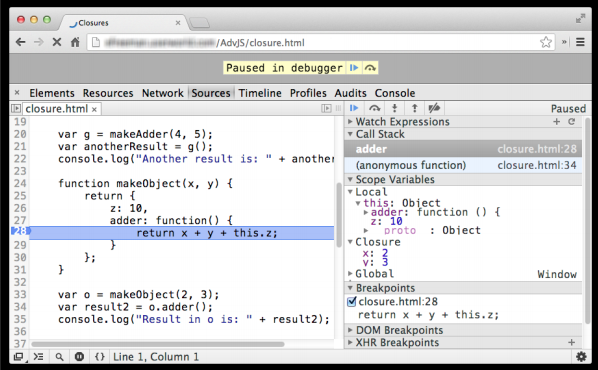 Closures
/AdvJS/closure.html
Paused in debugger
Elements Resources Network Sources Timeline Profiles Audits Console
closure.html
Paused
19
20 var g = makeAdder(4, 5);
21 var anotherResult = g();
22 console.log("Another result is: " + another
23
24 function makeObject(x, y) {
25 return {
26 z: 10,
27 adder: function() {
28 return x + y + this.z;
29 }
30 };
31 }
32
33 var o = makeObject(2, 3);
34 var result2 = o.adder();
35 console.log("Result in o is: " + result2);
36
37
Watch Expressions
Call Stack
adder closure.html:28
(anonymous function) closure.html:34
Scope Variables
Local
this: Object
adder: function () {
z: 10
__proto__: Object
Closure
x: 2
y: 3
Global Window
Breakpoints
closure.html:28
return x + y + this.z;
DOM Breakpoints
XHR Breakpoints
{} Line 1, Column 1